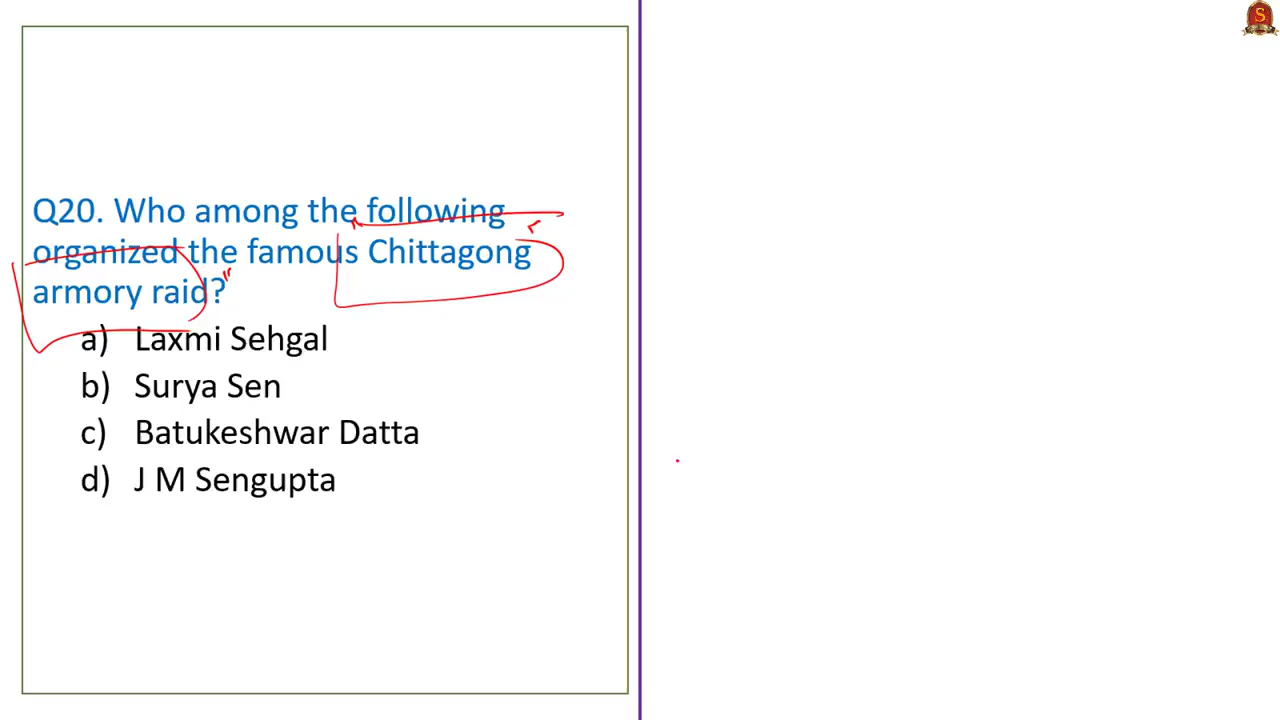 Q20. Who among the following
organized the famous Chittagong
armory raid?
a) Laxmi Sehgal
b) Surya Sen
c) Batukeshwar Datta
d) J M Sengupta
S